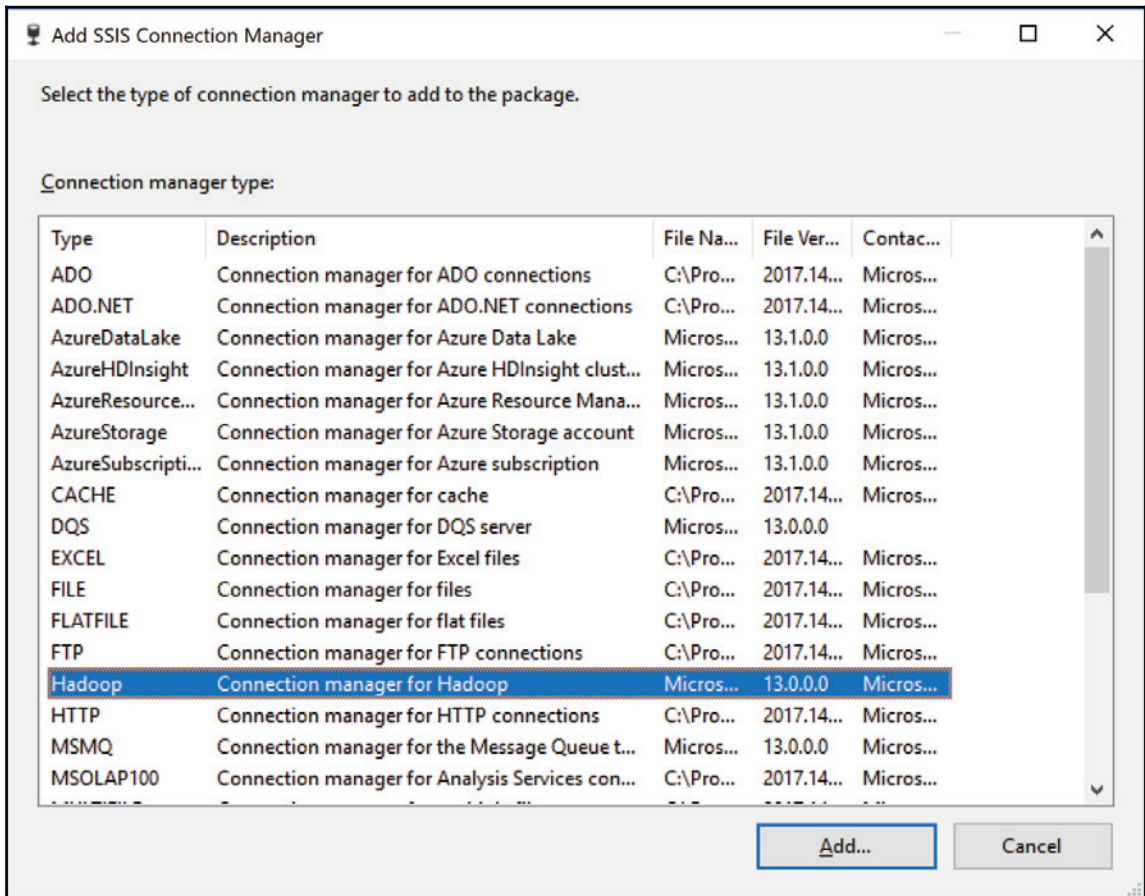 Add SSIS Connection Manager
Select the type of connection manager to add to the package.
Connection manager type:
Type Description File Na... File Ver... Contac...
ADO Connection manager for ADO connections C:\Pro... 2017.14... Micros...
ADO.NET Connection manager for ADO.NET connections C:\Pro... 2017.14... Micros...
AzureDataLake Connection manager for Azure Data Lake Micros... 13.1.0.0 Micros...
AzureHDInsight Connection manager for Azure HDInsight clust... Micros... 13.1.0.0 Micros...
AzureResource... Connection manager for Azure Resource Mana... Micros... 13.1.0.0 Micros...
AzureStorage Connection manager for Azure Storage account Micros... 13.1.0.0 Micros...
AzureSubscripti... Connection manager for Azure subscription Micros... 13.1.0.0 Micros...
CACHE Connection manager for cache C:\Pro... 2017.14... Micros...
DQS Connection manager for DQS server Micros... 13.0.0.0
EXCEL Connection manager for Excel files C:\Pro... 2017.14... Micros...
FILE Connection manager for files C:\Pro... 2017.14... Micros...
FLATFILE Connection manager for flat files C:\Pro... 2017.14... Micros...
FTP Connection manager for FTP connections C:\Pro... 2017.14... Micros...
Hadoop Connection manager for Hadoop Micros... 13.0.0.0 Micros...
HTTP Connection manager for HTTP connections C:\Pro... 2017.14... Micros...
MSMQ Connection manager for the Message Queue t... Micros... 13.0.0.0 Micros...
MSOLAP100 Connection manager for Analysis Services con... C:\Pro... 2017.14... Micros...
Add... Cancel